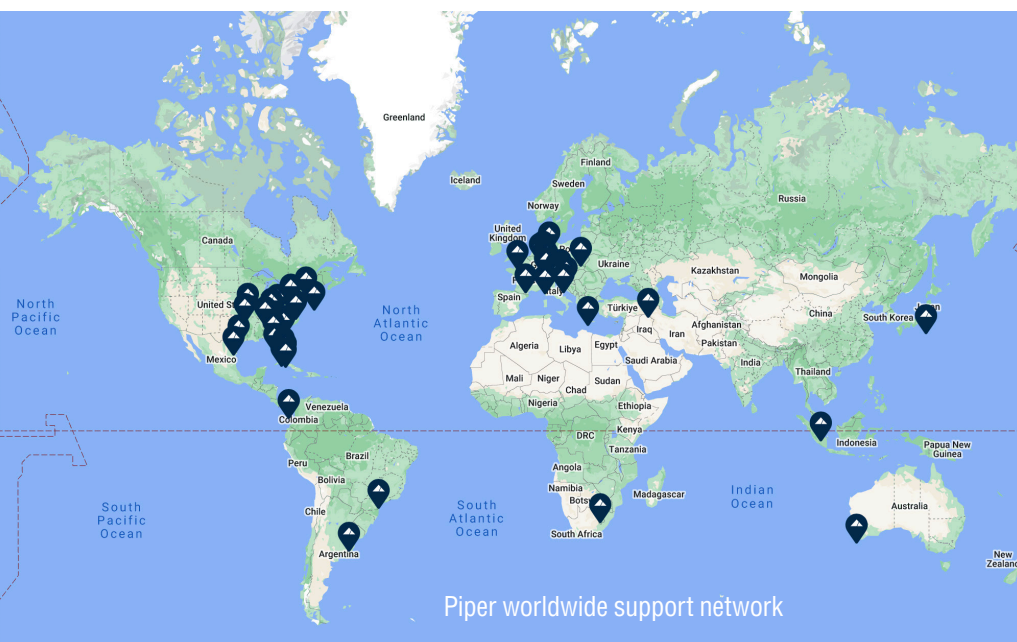 Greenland
Iceland
Finland
Sweden
Norway
Russia
United
Kingdom
Canada
Ukraine
Kazakhstan
Mongolia
North
Pacific
Ocean
United S
Spain
Italy
Türkiye
North
Atlantic
Ocean
China
South Korea
Japan
Afghanistan
Iraq
Iran
Pakistan
Algeria
Libya
Egypt
Saudi Arabia
India
Mexico
Thailand
Mali
Niger
Chad
Sudan
Nigeria
Ethiopia
Venezuela
Colombia
Kenya
DRC
Indonesia
Papua New
Guinea
Tanzania
Peru
Brazil
Angola
Bolivia
Namibia
Bots
Madagascar
Indian
Ocean
South
Pacific
Ocean
Chile
South
Atlantic
Ocean
Australia
South Africa
Argentina
New
Zealand
Piper worldwide support network